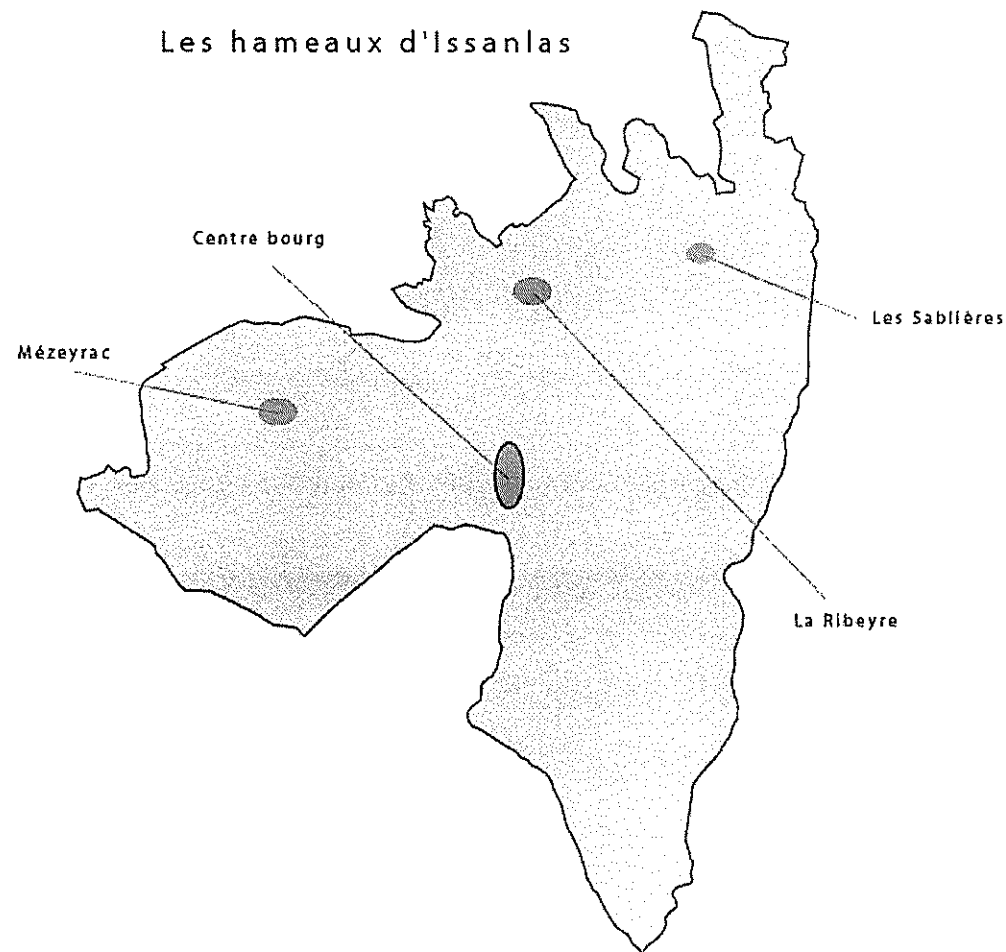 Les hameaux d'Issanlas
Centre bourg
Les Sablières
Mézeyrac
La Ribeyre